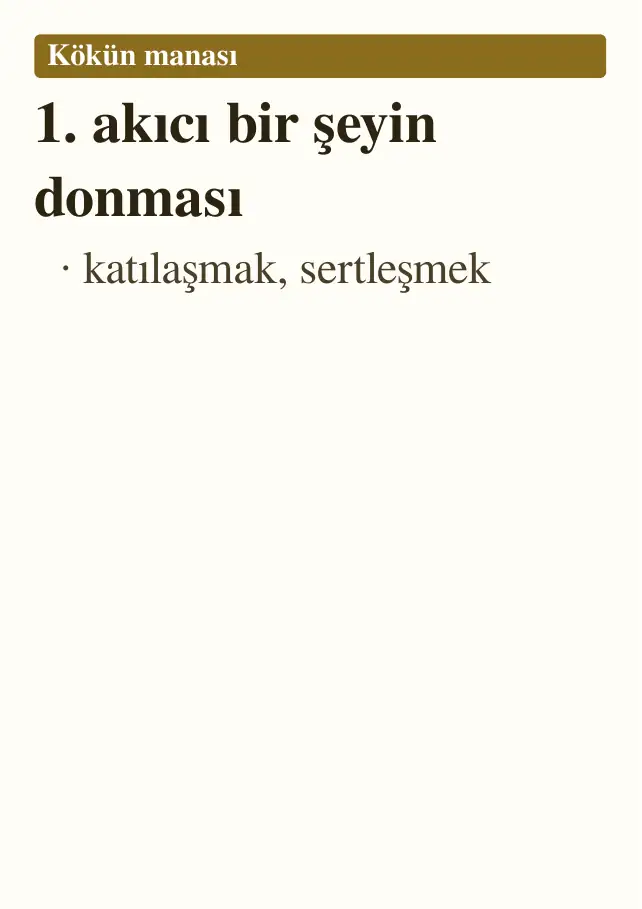 Kökün manası
1. akıcı bir şeyin
donması
· katılaşmak, sertleşmek